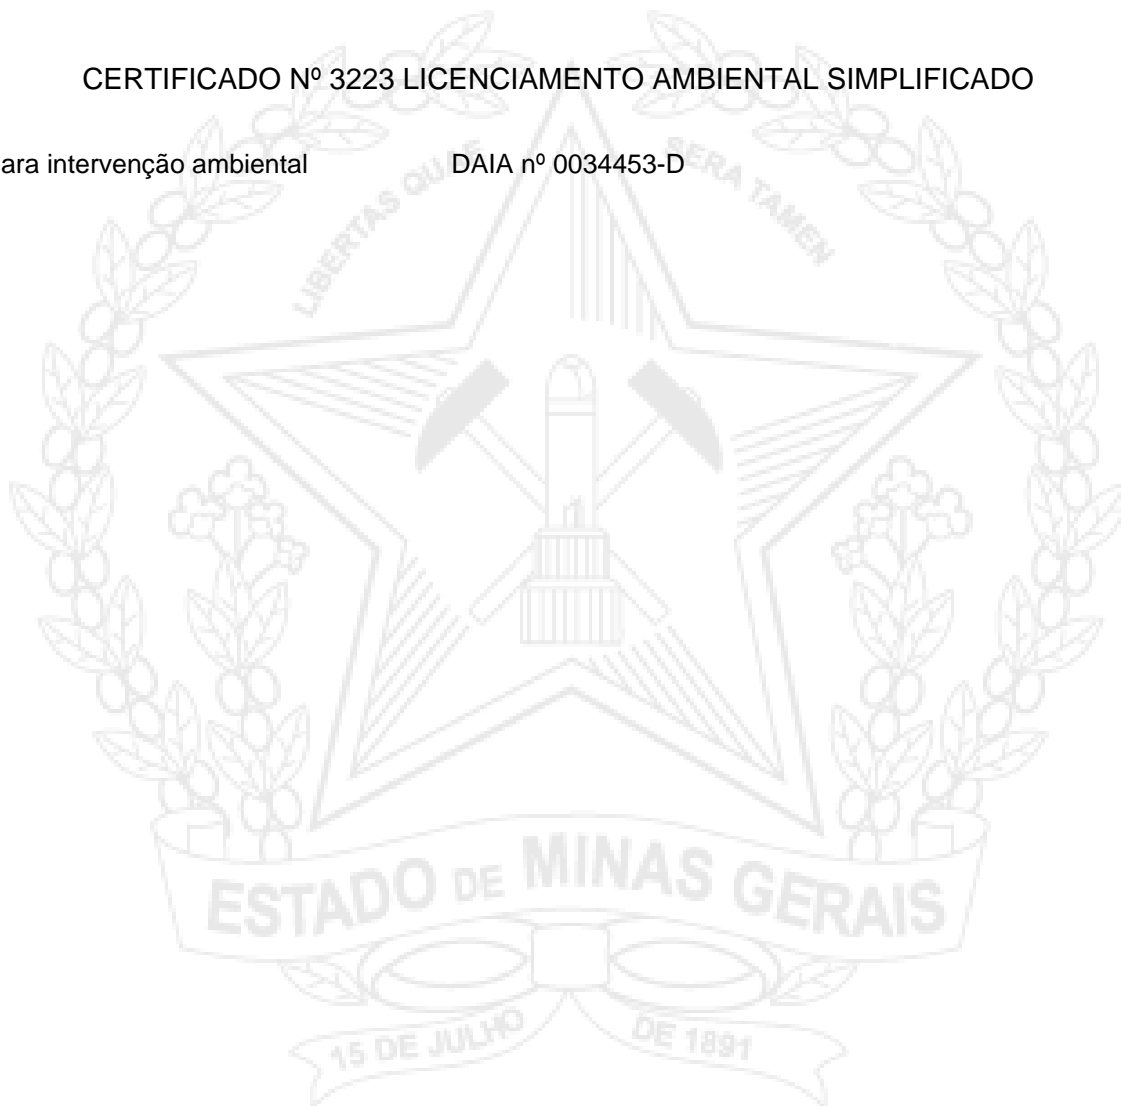 CERTIFICADO Nº 3223 LICENCIAMENTO AMBIENTAL SIMPLIFICADO
ara intervenção ambiental DAIA nº 0034453-D
LIBERTAS QUAE SERA TAMEN
ESTADO DE MINAS GERAIS
15 DE JULHO DE 1891